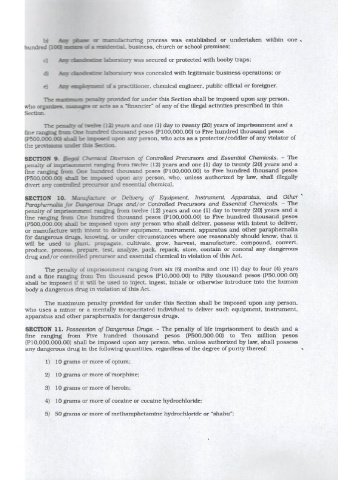 b) Any phase or manufacturing process was established or undertaken within one
hundred (100) meters of a residential, business, church or school premises;
c) Any clandestine laboratory was secured or protected with booby traps;
d) Any clandestine laboratory was concealed with legitimate business operations; or
e) Any employment of a practitioner, chemical engineer, public official or foreigner.
The maximum penalty provided for under this Section shall be imposed upon any person,
who organizes, manages or acts as a "financier" of any of the illegal activities prescribed in this
Section.
The penalty of twelve (12) years and one (1) day to twenty (20) years of imprisonment and a
fine ranging from One hundred thousand pesos (P100,000.00) to Five hundred thousand pesos
(P500,000.00) shall be imposed upon any person, who acts as a protector/coddler of any violator of
the provisions under this Section.
SECTION 9. Illegal Chemical Diversion of Controlled Precursors and Essential Chemicals. – The
penalty of imprisonment ranging from twelve (12) years and one (1) day to twenty (20) years and a
fine ranging from One hundred thousand pesos (P100,000.00) to Five hundred thousand pesos
(P500,000.00) shall be imposed upon any person, who, unless authorized by law, shall illegally
divert any controlled precursor and essential chemical.
SECTION 10. Manufacture or Delivery of Equipment, Instrument, Apparatus, and Other
Paraphernalia for Dangerous Drugs and/or Controlled Precursors and Essential Chemicals. – The
penalty of imprisonment ranging from twelve (12) years and one (1) day to twenty (20) years and a
fine ranging from One hundred thousand pesos (P100,000.00) to Five hundred thousand pesos
(P500,000.00) shall be imposed upon any person who shall deliver, possess with intent to deliver,
or manufacture with intent to deliver equipment, instrument, apparatus and other paraphernalia
for dangerous drugs, knowing, or under circumstances where one reasonably should know, that it
will be used to plant, propagate, cultivate, grow, harvest, manufacture, compound, convert,
produce, process, prepare, test, analyze, pack, repack, store, contain or conceal any dangerous
drug and/or controlled precursor and essential chemical in violation of this Act.
The penalty of imprisonment ranging from six (6) months and one (1) day to four (4) years
and a fine ranging from Ten thousand pesos (P10,000.00) to Fifty thousand pesos (P50,000.00)
shall be imposed if it will be used to inject, ingest, inhale or otherwise introduce into the human
body a dangerous drug in violation of this Act.
The maximum penalty provided for under this Section shall be imposed upon any person,
who uses a minor or a mentally incapacitated individual to deliver such equipment, instrument,
apparatus and other paraphernalia for dangerous drugs.
SECTION 11. Possession of Dangerous Drugs. – The penalty of life imprisonment to death and a
fine ranging from Five hundred thousand pesos (P500,000.00) to Ten million pesos
(P10,000,000.00) shall be imposed upon any person, who, unless authorized by law, shall possess
any dangerous drug in the following quantities, regardless of the degree of purity thereof:
1) 10 grams or more of opium;
2) 10 grams or more of morphine;
3) 10 grams or more of heroin;
4) 10 grams or more of cocaine or cocaine hydrochloride;
5) 50 grams or more of methamphetamine hydrochloride or "shabu";